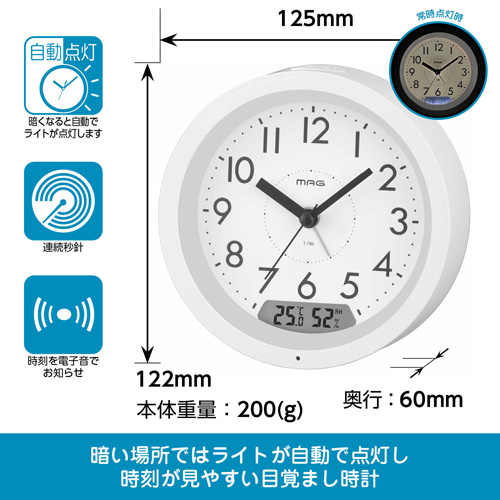 125mm
常時点灯時
自動点灯
暗くなると自動で
ライトが点灯します
連続秒針
時刻を電子音で
お知らせ
12
1
2
3
4
5
6
7
8
9
10
11
MAG
25.0 ℃ 52 RH %
122mm
本体重量：200(g)
奥行：60mm
暗い場所ではライトが自動で点灯し
時刻が見やすい目覚まし時計